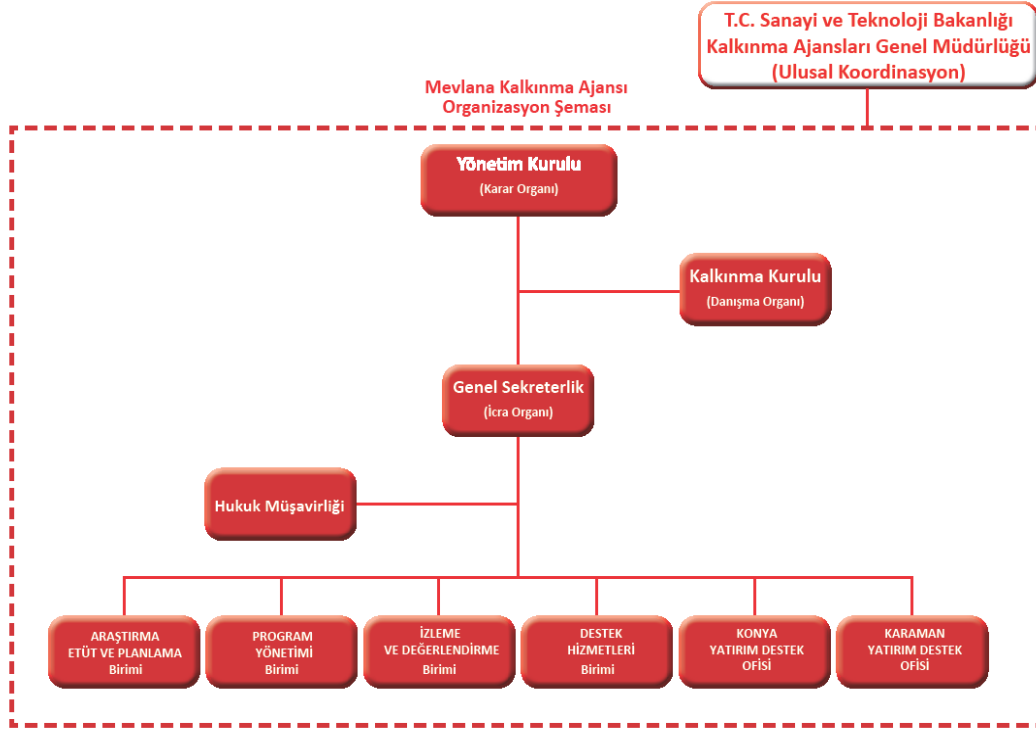 T.C. Sanayi ve Teknoloji Bakanlığı
Kalkınma Ajansları Genel Müdürlüğü
(Ulusal Koordinasyon)
Mevlana Kalkınma Ajansı
Organizasyon Şeması
Yönetim Kurulu
(Karar Organı)
Kalkınma Kurulu
(Danışma Organı)
Genel Sekreterlik
(İcra Organı)
Hukuk Müşavirliği
ARAŞTIRMA
ETÜT VE PLANLAMA
Birimi
PROGRAM
YÖNETİMİ
Birimi
İZLEME
VE DEĞERLENDİRME
Birimi
DESTEK
HİZMETLERİ
Birimi
KONYA
YATIRIM DESTEK
OFİSİ
KARAMAN
YATIRIM DESTEK
OFİSİ